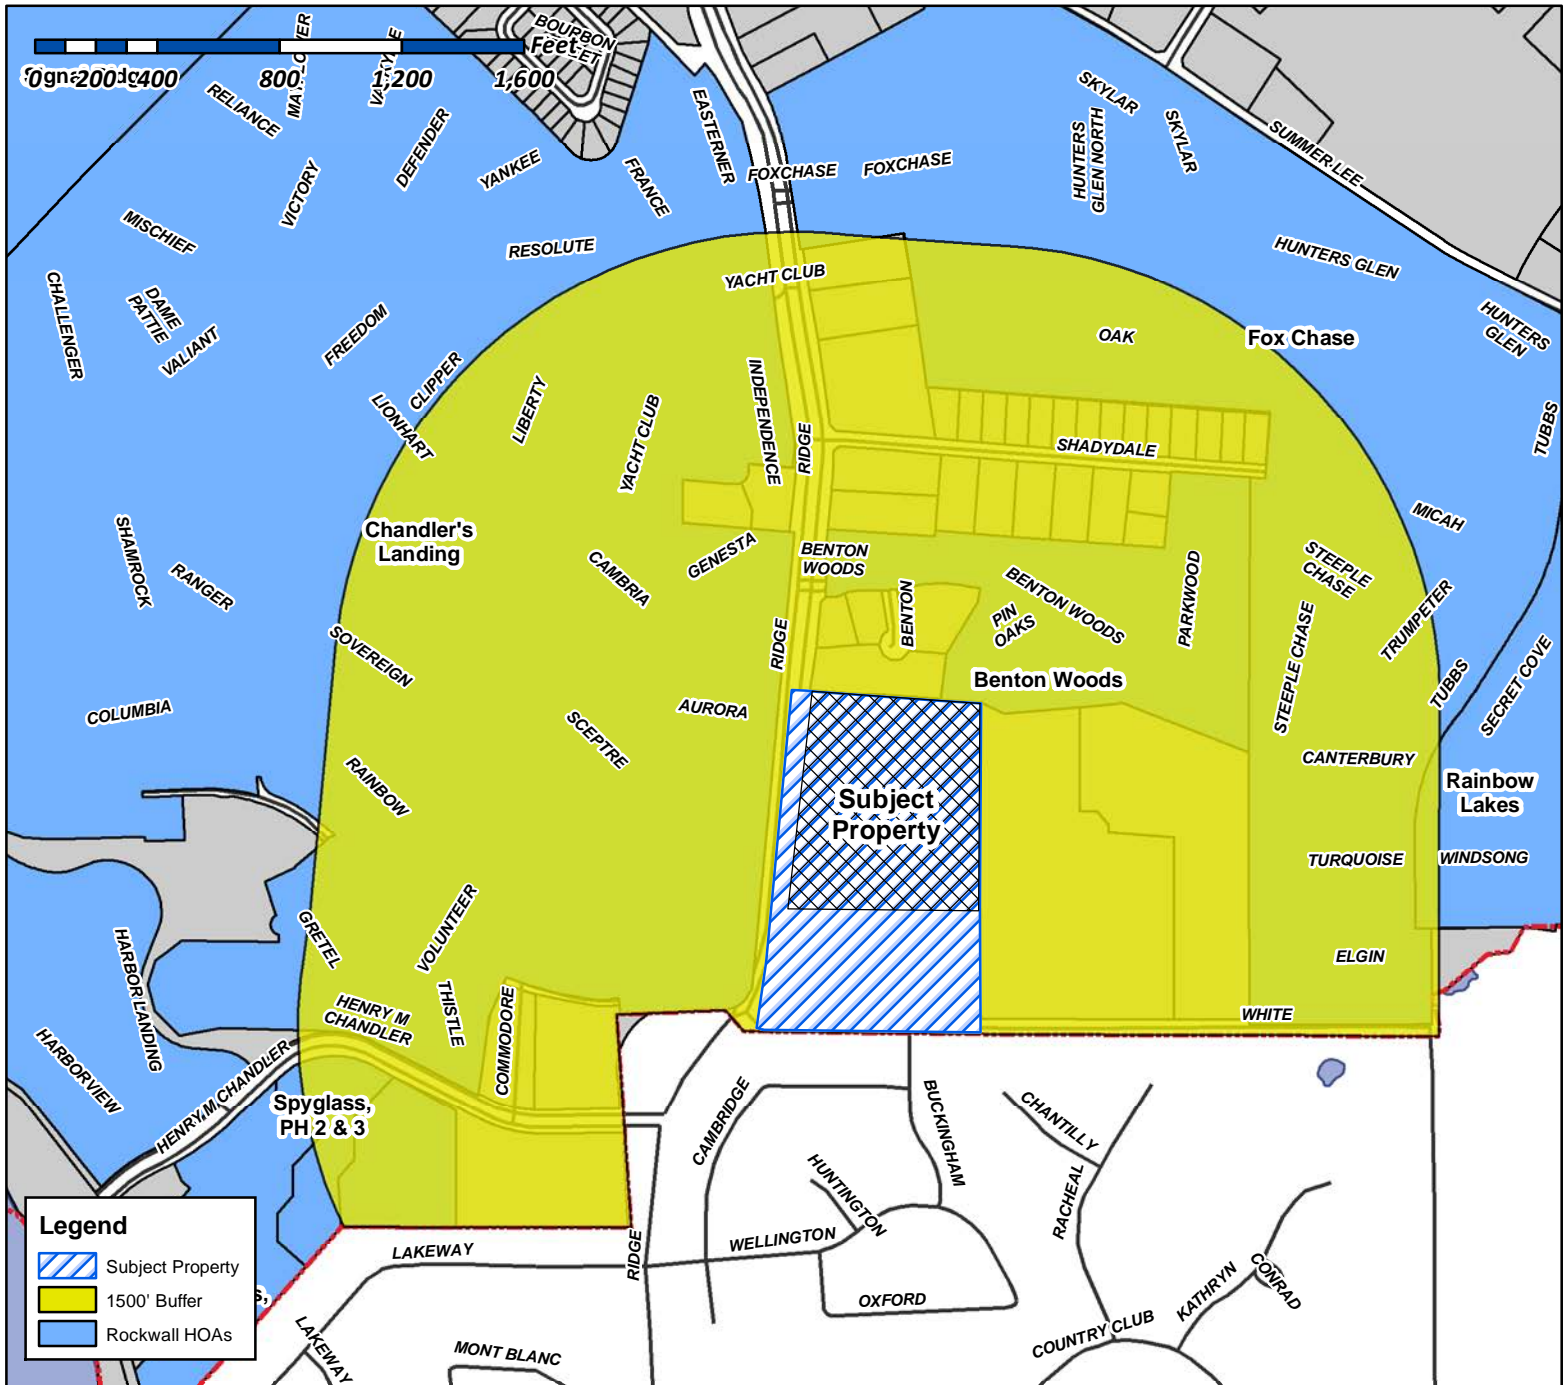 BOURBON
Feet
0 200 400 800 1,200 1,600
RELIANCE
DEFENDER
YANKEE
VICTORY
FRANCE
EASTERNER
FOXCHASE
FOXCHASE
HUNTERS
GLEN NORTH
SKYLAR
SKYLAR
SUMMER LEE
MISCHIEF
RESOLUTE
YACHT CLUB
HUNTERS GLEN
HUNTERS
GLEN
CHALLENGER
DAME
PATTIE
VALIANT
FREEDOM
CLIPPER
LIONHART
LIBERTY
YACHT CLUB
INDEPENDENCE
RIDGE
OAK
Fox Chase
SHADYDALE
TUBBS
MICAH
Chandler's
Landing
SHAMROCK
RANGER
CAMBRIA
GENESTA
BENTON
WOODS
BENTON
PIN
OAKS
BENTON WOODS
PARKWOOD
STEEPLE
CHASE
STEEPLE CHASE
TRUMPETER
TUBBS
SECRET COVE
SOVEREIGN
RIDGE
Benton Woods
COLUMBIA
AURORA
SCEPTRE
RAINBOW
CANTERBURY
Rainbow
Lakes
Subject
Property
TURQUOISE
WINDSONG
GRETEL
VOLUNTEER
HARBOR LANDING
HENRY M
CHANDLER
THISTLE
COMMODORE
ELGIN
WHITE
HARBORVIEW
HENRY M CHANDLER
Spyglass,
PH 2 & 3
CAMBRIDGE
BUCKINGHAM
CHANTILLY
HUNTINGTON
RACHEAL
WELLINGTON
LAKEWAY
RIDGE
OXFORD
KATHRYN
CONRAD
COUNTRY CLUB
LAKEWAY
MONT BLANC
Legend
Subject Property
1500' Buffer
Rockwall HOAs